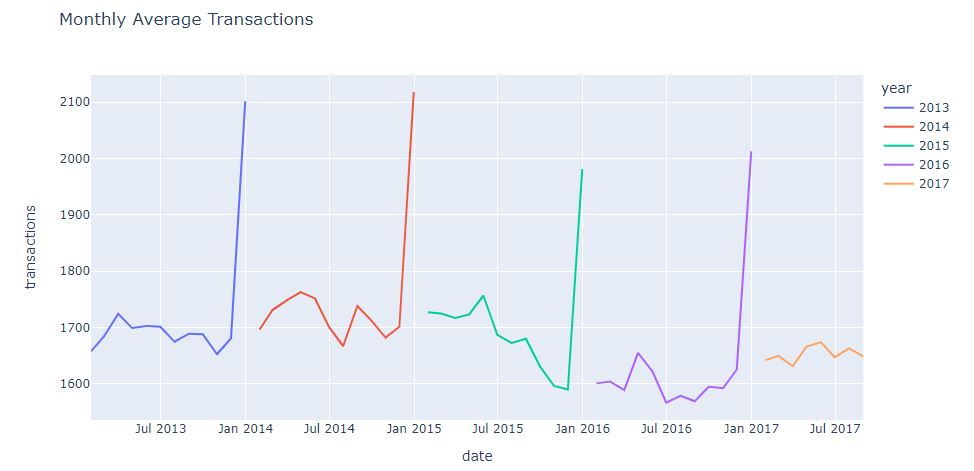 Monthly Average Transactions
year
2013
2014
2015
2016
2017
transactions
2100
2000
1900
1800
1700
1600
Jul 2013 Jan 2014 Jul 2014 Jan 2015 Jul 2015 Jan 2016 Jul 2016 Jan 2017 Jul 2017
date